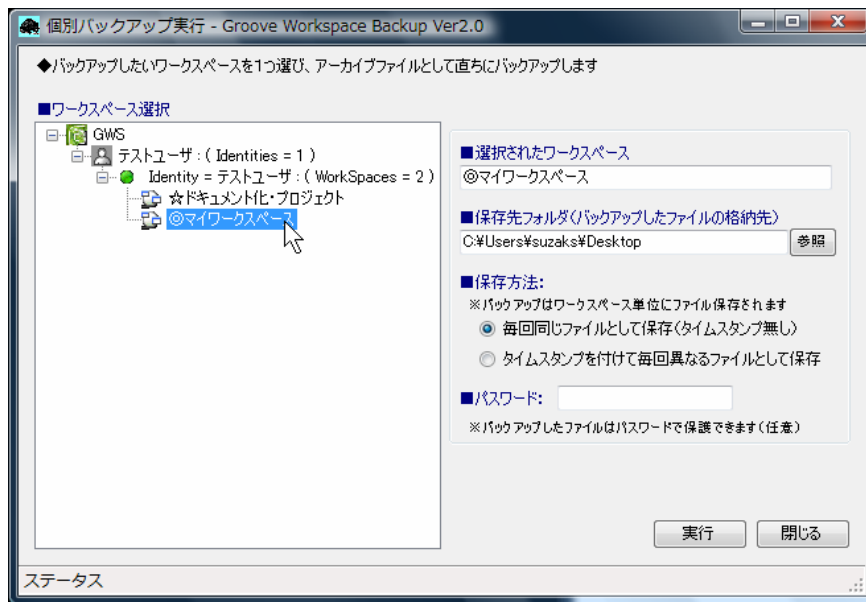 個別バックアップ実行 - Groove Workspace Backup Ver2.0
◆バックアップしたいワークスペースを1つ選び、アーカイブファイルとして直ちにバックアップします
■ワークスペース選択
GWS
テストユーザ : ( Identities = 1 )
Identity = テストユーザ : ( WorkSpaces = 2 )
☆ドキュメント化・プロジェクト
◎マイワークスペース
■選択されたワークスペース
◎マイワークスペース
■保存先フォルダ(バックアップしたファイルの格納先)
C:¥Users¥suzaks¥Desktop
参照
■保存方法:
※バックアップはワークスペース単位にファイル保存されます
毎回同じファイルとして保存(タイムスタンプ無し)
タイムスタンプを付けて毎回異なるファイルとして保存
■パスワード:
※バックアップしたファイルはパスワードで保護できます(任意)
実行
閉じる
ステータス